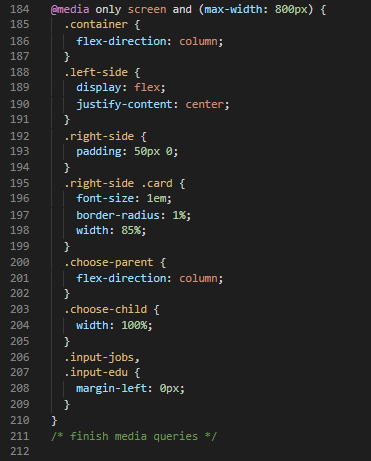 184 @media only screen and (max-width: 800px) {
185 .container {
186 flex-direction: column;
187 }
188 .left-side {
189 display: flex;
190 justify-content: center;
191 }
192 .right-side {
193 padding: 50px 0;
194 }
195 .right-side .card {
196 font-size: 1em;
197 border-radius: 1%;
198 width: 85%;
199 }
200 .choose-parent {
201 flex-direction: column;
202 }
203 .choose-child {
204 width: 100%;
205 }
206 .input-jobs,
207 .input-edu {
208 margin-left: 0px;
209 }
210 }
211 /* finish media queries */
212